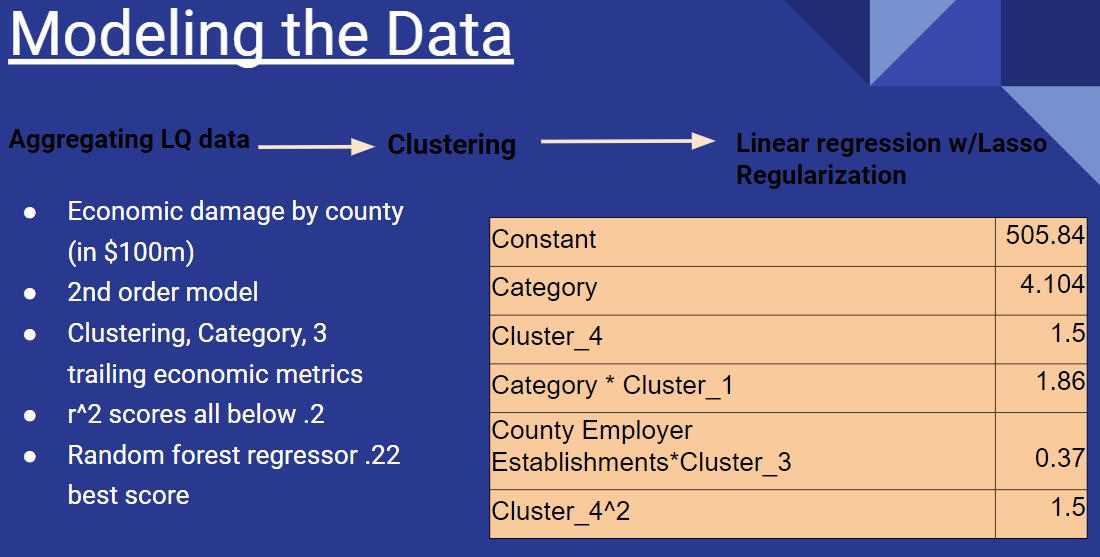 Modeling the Data
Aggregating LQ data
Clustering
Linear regression w/Lasso
Regularization
● Economic damage by county
(in $100m)
● 2nd order model
● Clustering, Category, 3
trailing economic metrics
● r^2 scores all below .2
● Random forest regressor .22
best score
Constant 505.84
Category 4.104
Cluster_4 1.5
Category * Cluster_1 1.86
County Employer
Establishments*Cluster_3 0.37
Cluster_4^2 1.5